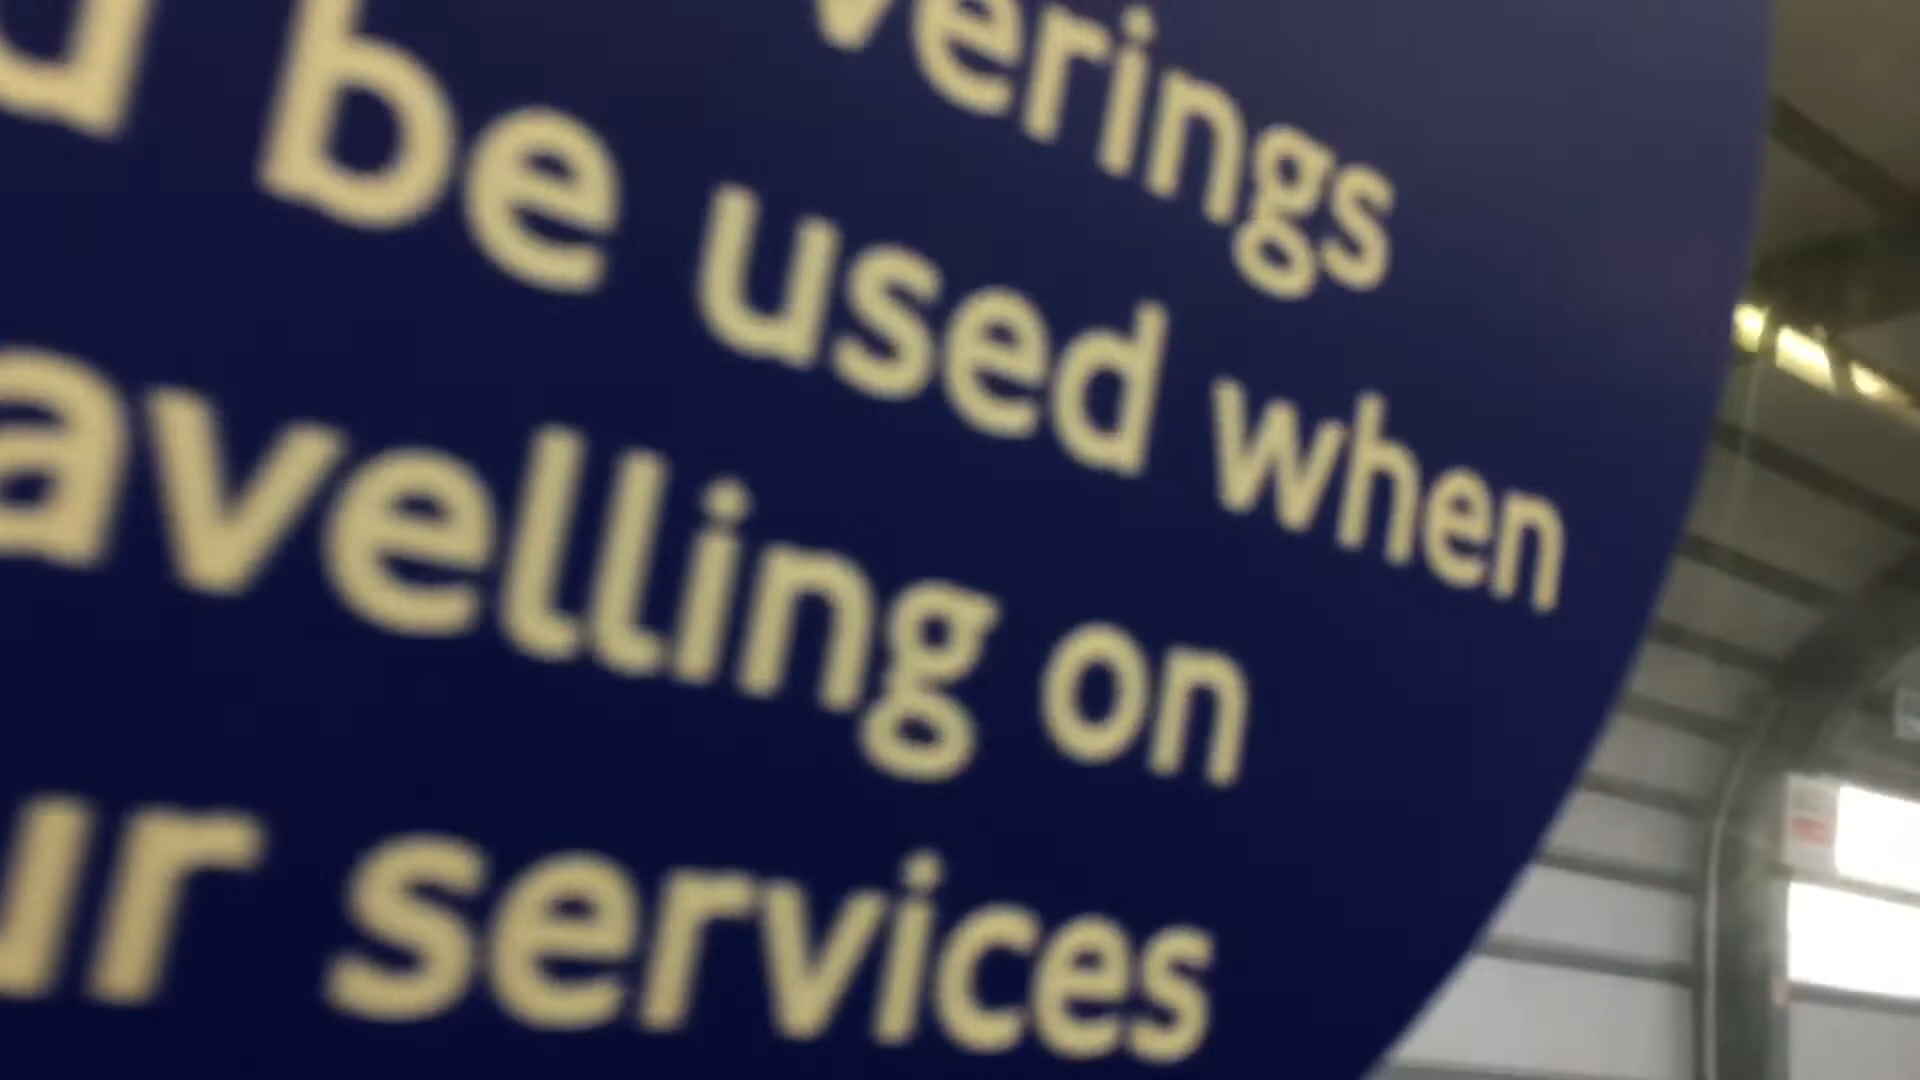 verings
d be used when
avelling on
ur services